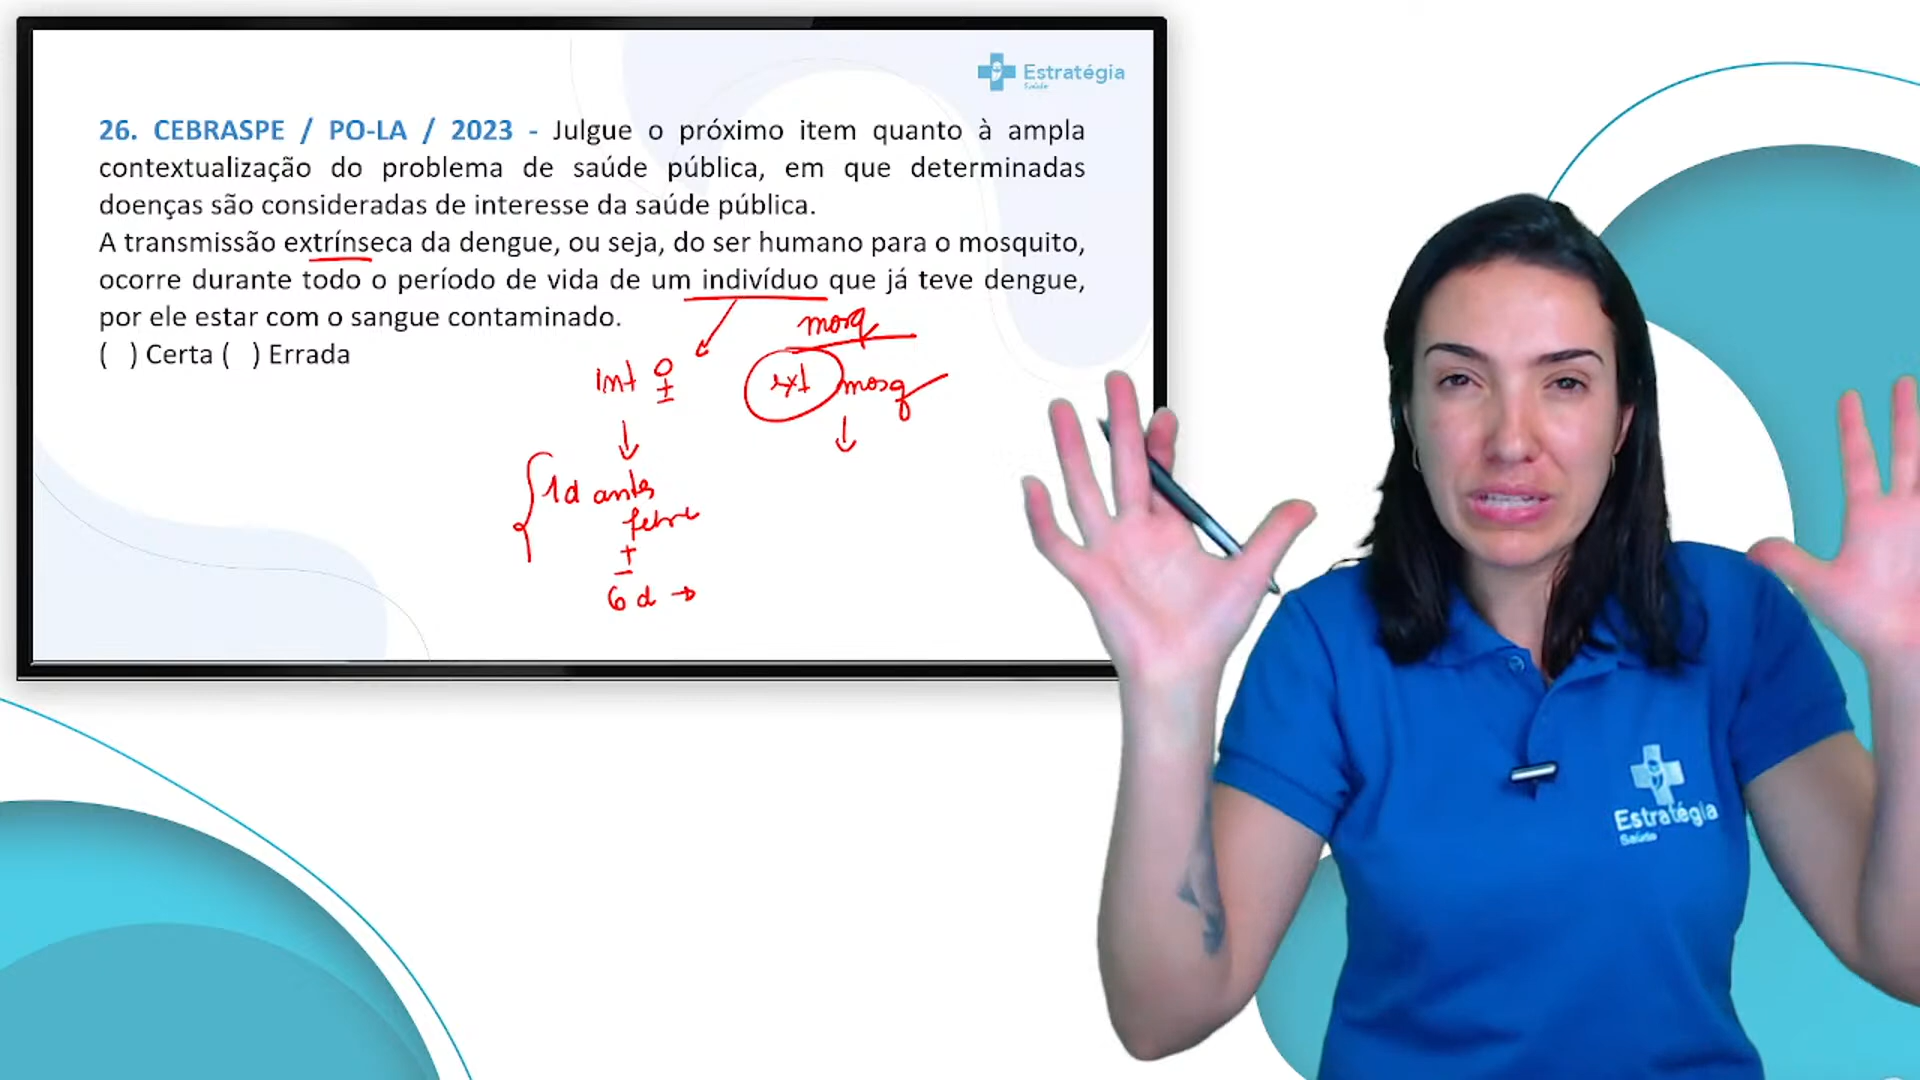 Estratégia
Saúde
26. CEBRASPE / PO-LA / 2023 - Julgue o próximo item quanto à ampla
contextualização do problema de saúde pública, em que determinadas
doenças são consideradas de interesse da saúde pública.
A transmissão extrínseca da dengue, ou seja, do ser humano para o mosquito,
ocorre durante todo o período de vida de um indivíduo que já teve dengue,
por ele estar com o sangue contaminado.
( ) Certa ( ) Errada
mosq
int
ext mosq
1d antes
febre
+
6 d →
Estratégia
Saúde